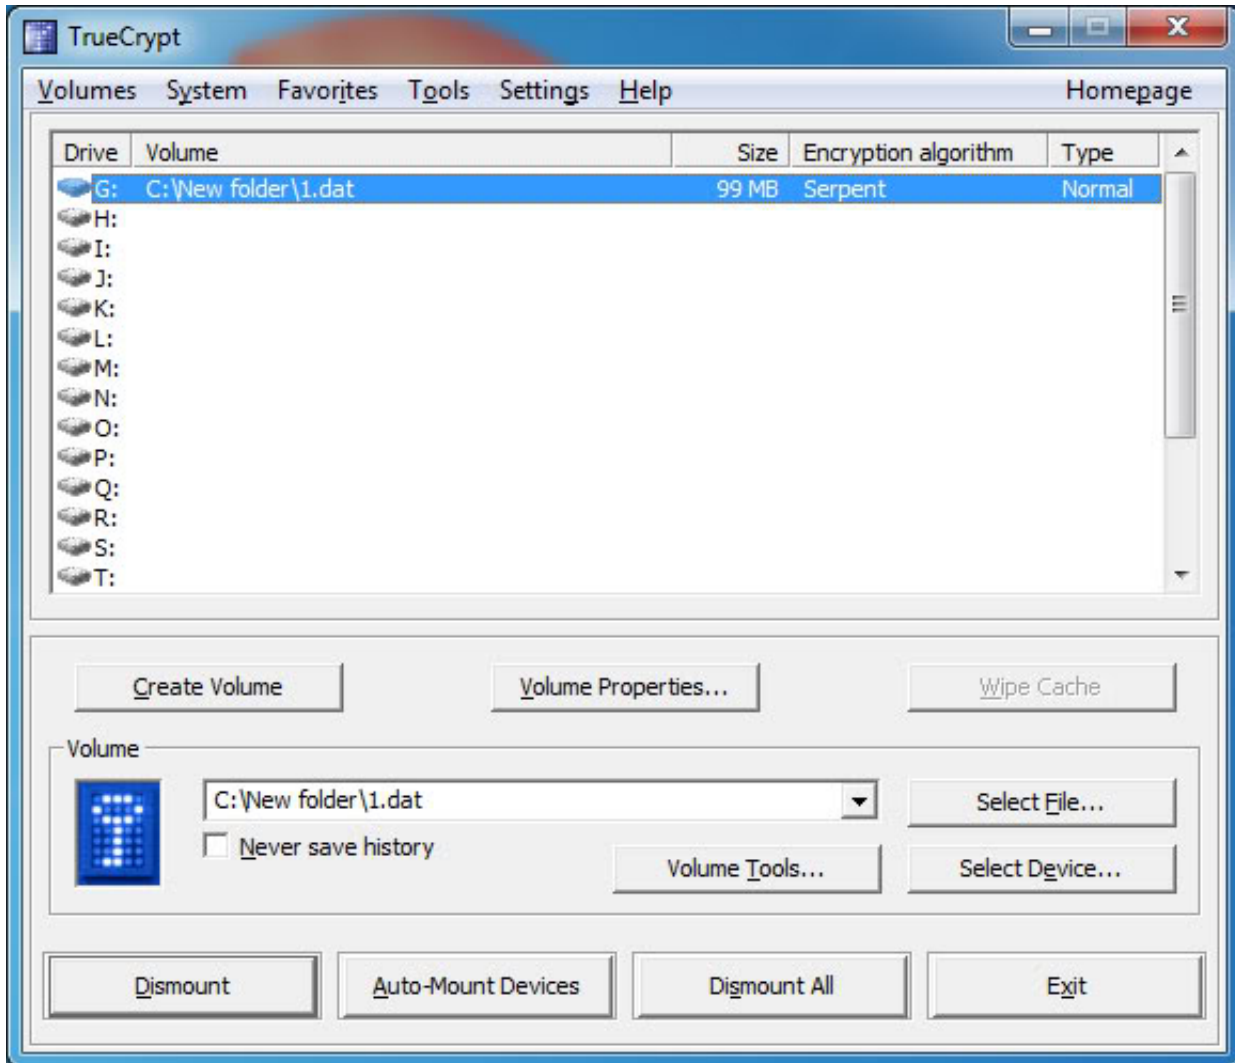 TrueCrypt
Volumes System Favorites Tools Settings Help Homepage
Drive Volume Size Encryption algorithm Type
G: C:\New folder\1.dat 99 MB Serpent Normal
H:
I:
J:
K:
L:
M:
N:
O:
P:
Q:
R:
S:
T:
Create Volume Volume Properties... Wipe Cache
Volume
C:\New folder\1.dat Select File...
Never save history
Volume Tools... Select Device...
Dismount Auto-Mount Devices Dismount All Exit